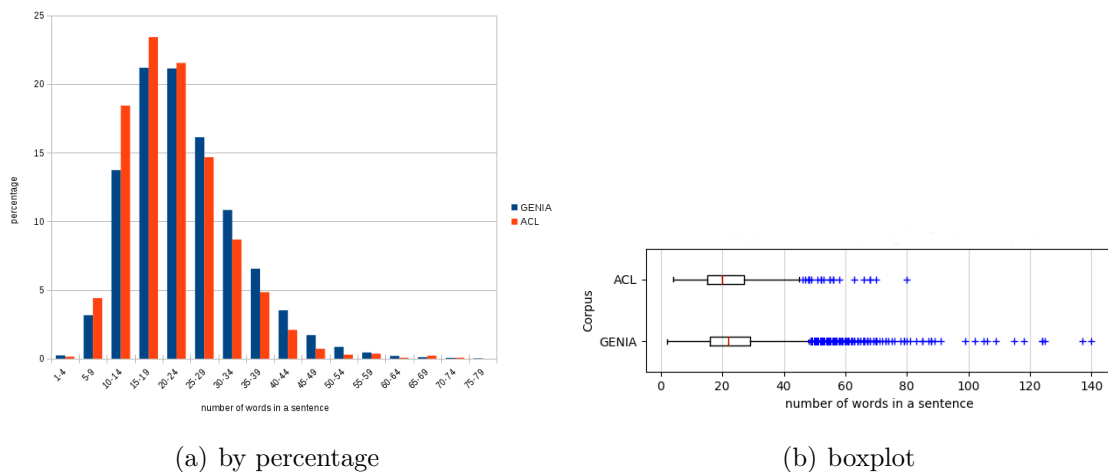 25
20
15
10
5
0
percentage
1-4
5-9
10-14
15-19
20-24
25-29
30-34
35-39
40-44
45-49
50-54
55-59
60-64
65-69
70-74
75-79
number of words in a sentence
GENIA
ACL
(a) by percentage
Corpus
ACL
GENIA
0 20 40 60 80 100 120 140
number of words in a sentence
(b) boxplot